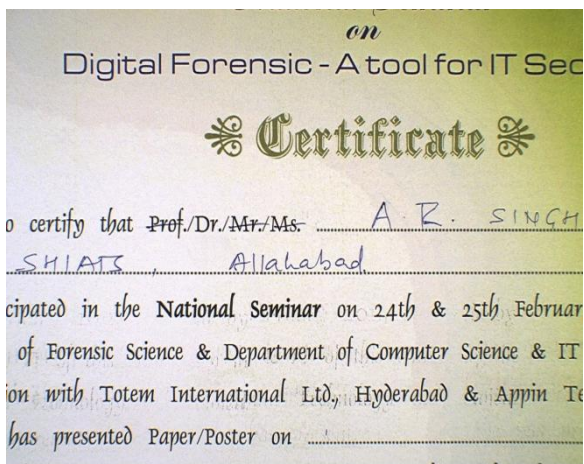 on
Digital Forensic - A tool for IT Sec
Certificate
o certify that Prof./Dr./Mr./Ms. A. R. SINGH
SHIATS, Allahabad
cipated in the National Seminar on 24th & 25th Februar
of Forensic Science & Department of Computer Science & IT
ion with Totem International Ltd., Hyderabad & Appin Te
has presented Paper/Poster on